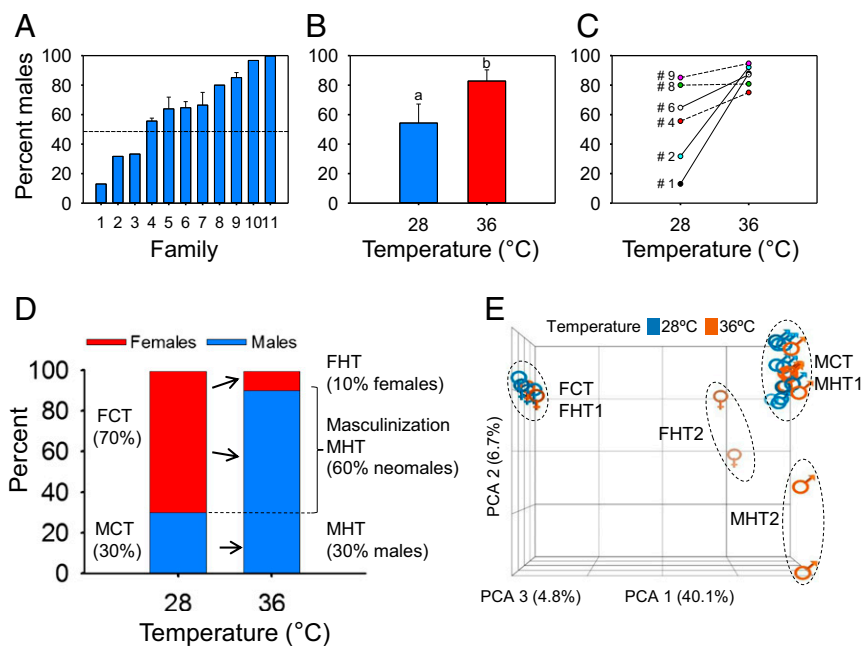 A
Percent males
100
80
60
40
20
0
1 2 3 4 5 6 7 8 9 10 11
Family
B
100
80
60
40
20
0
a
b
28 36
Temperature (°C)
C
100
80
60
40
20
0
# 9
# 8
# 6
# 4
# 2
# 1
28 36
Temperature (°C)
D
Females Males
Percent
100
80
60
40
20
0
FCT
(70%)
MCT
(30%)
FHT
(10% females)
Masculinization
MHT
(60% neomales)
MHT
(30% males)
28 36
Temperature (°C)
E
Temperature 28ºC 36ºC
FCT
FHT1
MCT
MHT1
FHT2
MHT2
PCA 2 (6.7%)
PCA 3 (4.8%)
PCA 1 (40.1%)